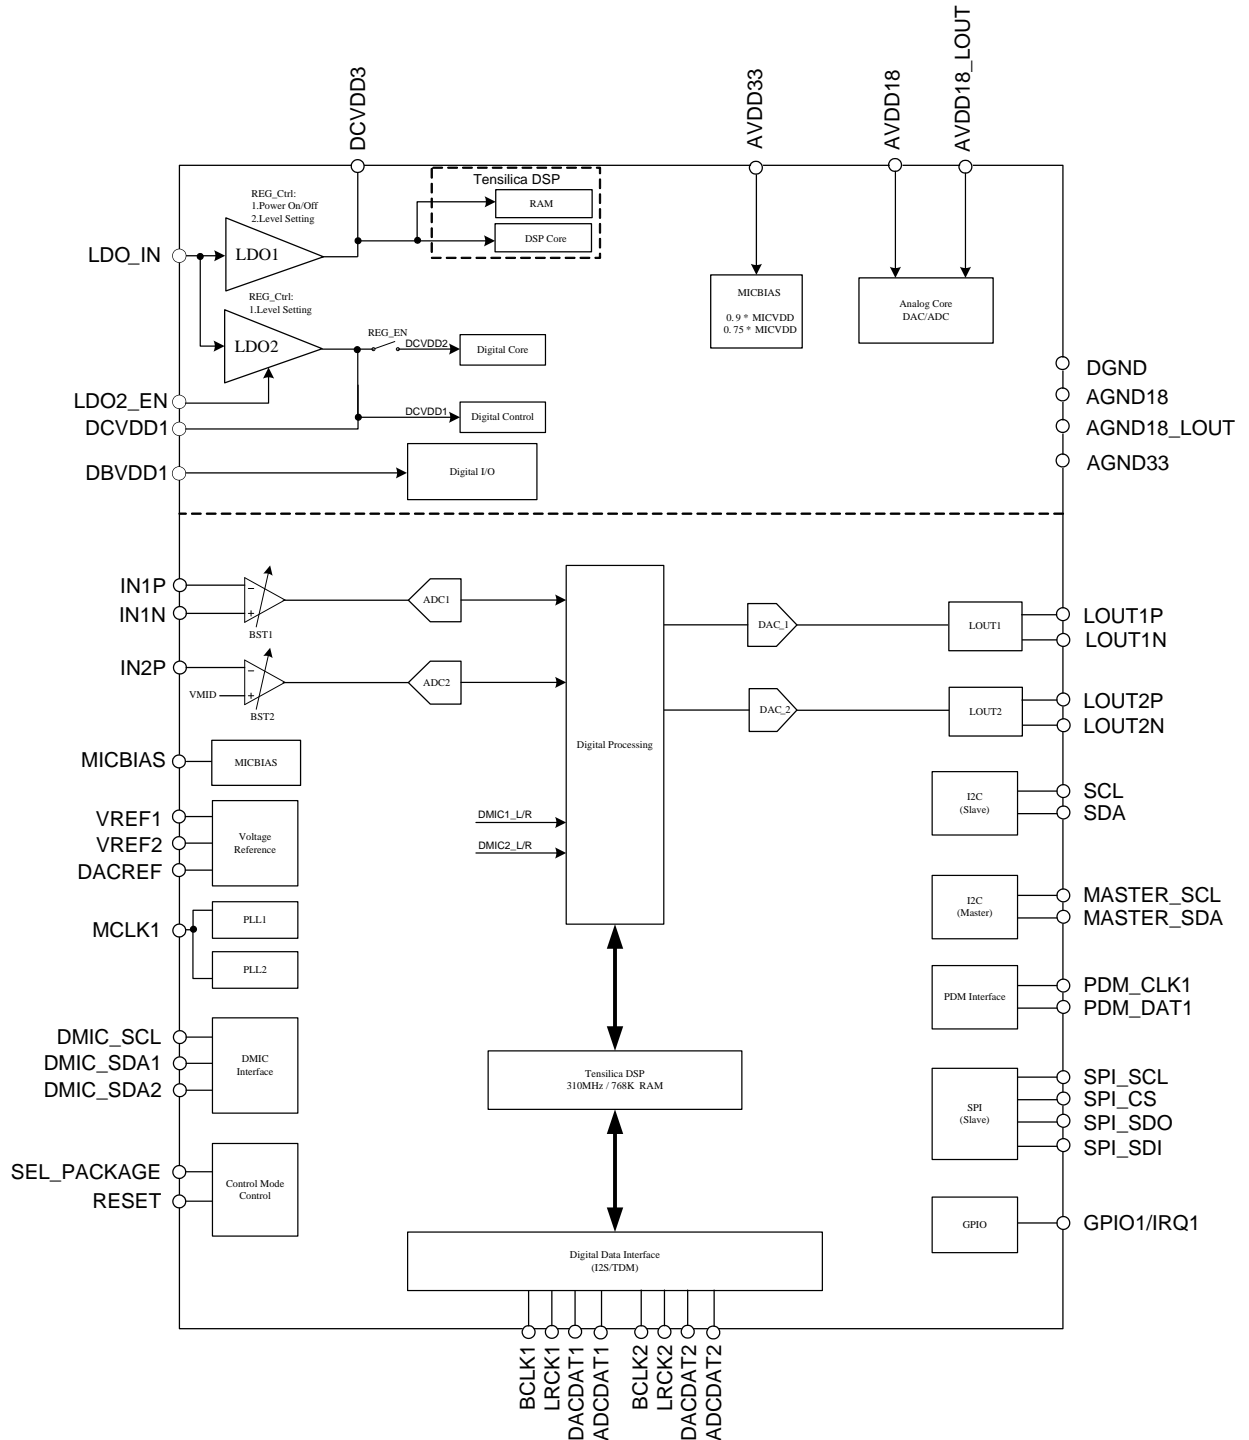 DCVDD3
AVDD33
AVDD18
AVDD18_LOUT
Tensilica DSP
REG_Ctrl:
1.Power On/Off
2.Level Setting
RAM
DSP Core
LDO_IN
LDO1
REG_Ctrl:
1.Level Setting
LDO2
REG_EN
DCVDD2
Digital Core
MICBIAS
0.9 * MICVDD
0.75 * MICVDD
Analog Core
DAC/ADC
LDO2_EN
DCVDD1
DCVDD1
Digital Control
DBVDD1
Digital I/O
DGND
AGND18
AGND18_LOUT
AGND33
IN1P
IN1N
BST1
ADC1
IN2P
VMID
BST2
ADC2
Digital Processing
DAC_1
LOUT1
LOUT1P
LOUT1N
DAC_2
LOUT2
LOUT2P
LOUT2N
MICBIAS
MICBIAS
VREF1
VREF2
DACREF
Voltage
Reference
DMIC1_L/R
DMIC2_L/R
I2C
(Slave)
SCL
SDA
MCLK1
PLL1
PLL2
I2C
(Master)
MASTER_SCL
MASTER_SDA
PDM Interface
PDM_CLK1
PDM_DAT1
DMIC_SCL
DMIC_SDA1
DMIC_SDA2
DMIC
Interface
Tensilica DSP
310MHz / 768K RAM
SPI
(Slave)
SPI_SCL
SPI_CS
SPI_SDO
SPI_SDI
SEL_PACKAGE
RESET
Control Mode
Control
GPIO
GPIO1/IRQ1
Digital Data Interface
(I2S/TDM)
BCLK1
LRCK1
DACDAT1
ADCDAT1
BCLK2
LRCK2
DACDAT2
ADCDAT2